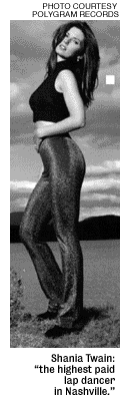 PHOTO COURTESY
POLYGRAM RECORDS
Shania Twain:
“the highest paid
lap dancer
in Nashville.”